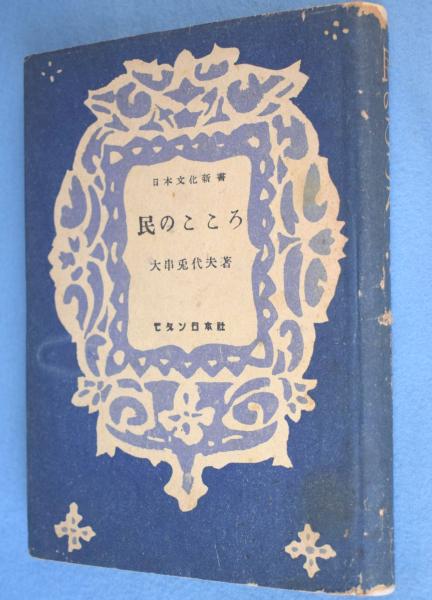 日本文化新書
民のこころ
大串兎代夫著
モダン日本社